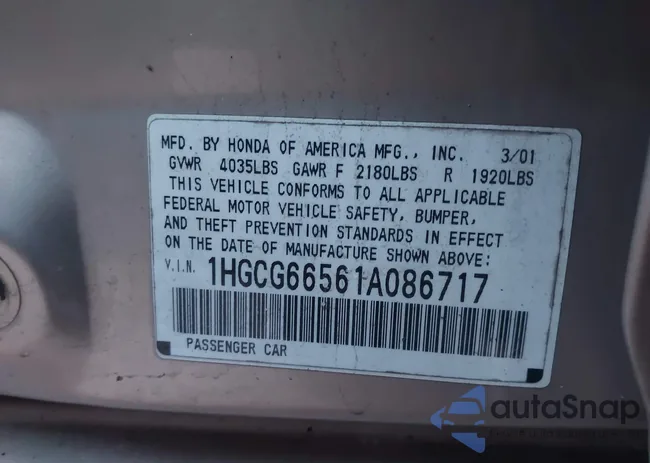 MFD. BY HONDA OF AMERICA MFG., INC. 3/01
GVWR 4035LBS GAWR F 2180LBS R 1920LBS
THIS VEHICLE CONFORMS TO ALL APPLICABLE
FEDERAL MOTOR VEHICLE SAFETY, BUMPER,
AND THEFT PREVENTION STANDARDS IN EFFECT
ON THE DATE OF MANUFACTURE SHOWN ABOVE:
V.I.N. 1HGCG66561A086717
PASSENGER CAR
autoSnap